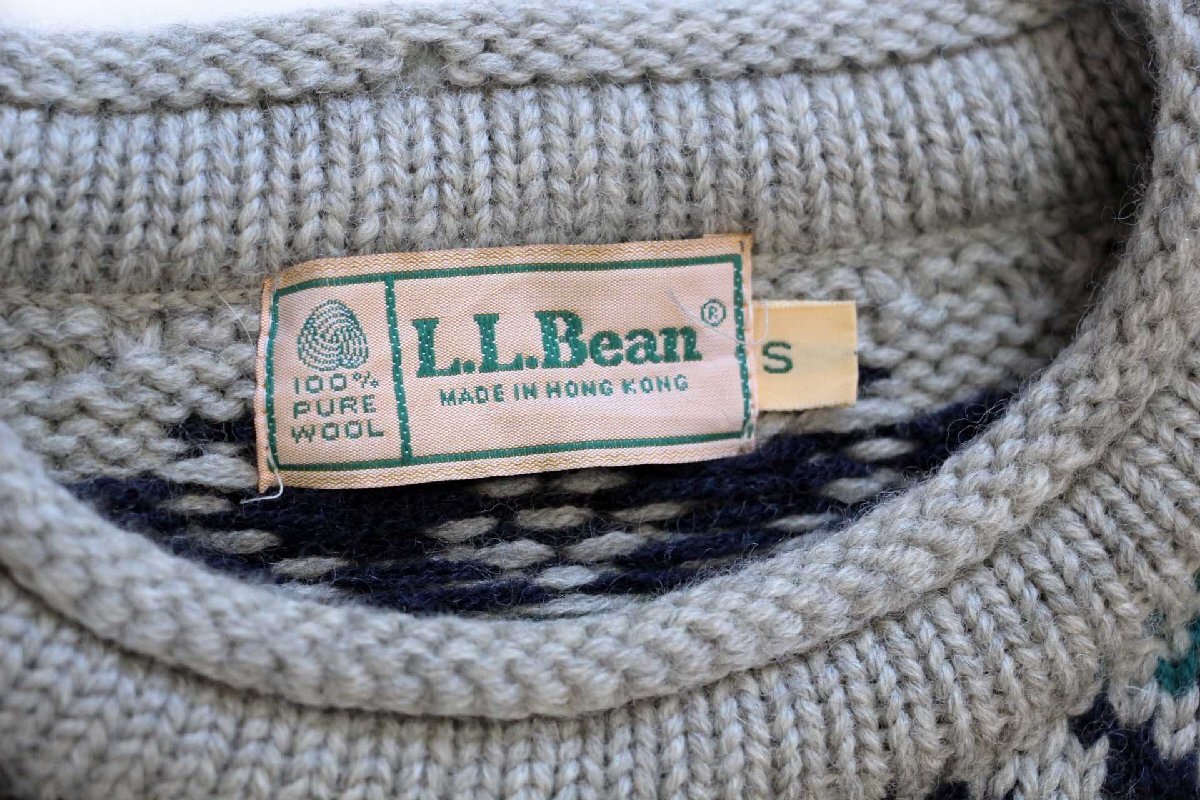 100%
PURE
WOOL
L.L.Bean®
MADE IN HONG KONG
S